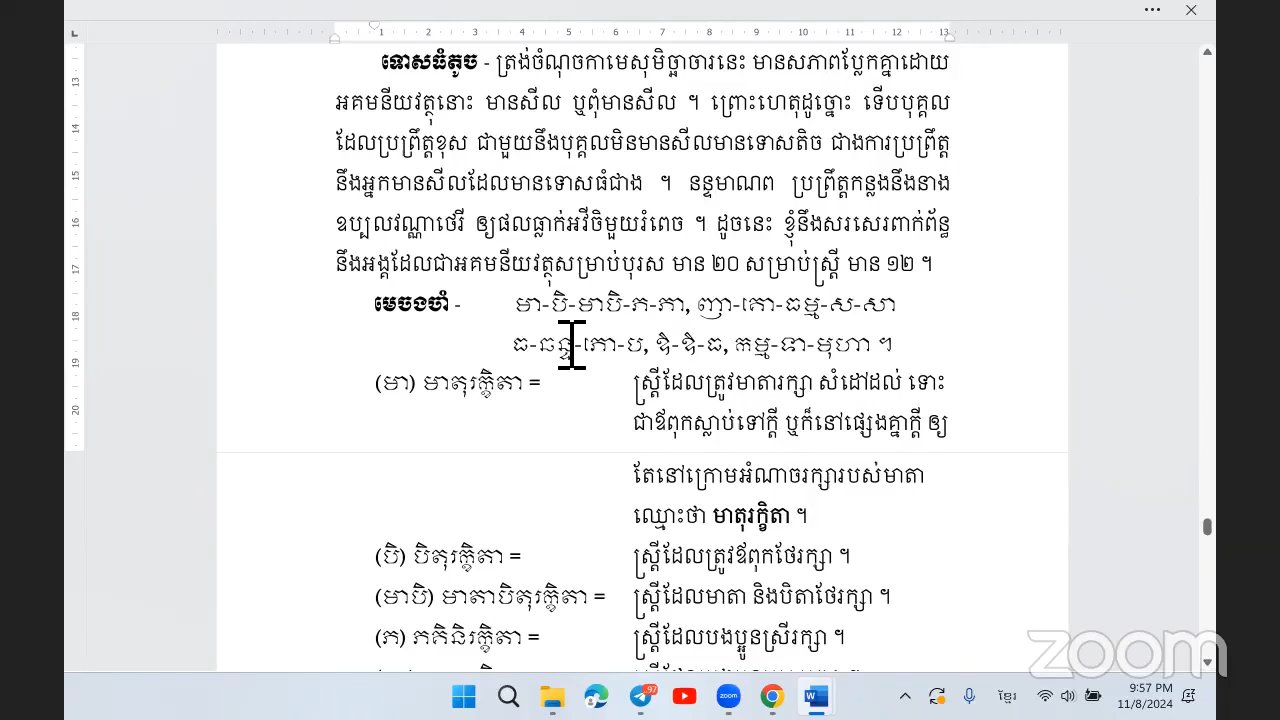 1 2 3 4 5 6 7 8 9 10 11 12 13
ទោសធំតូច - ត្រង់ចំណុចកាមេសុមិច្ឆាចារនេះ មានសភាពប្លែកគ្នាដោយ
អគមនីយវត្ថុនោះ មានសីល ឬពុំមានសីល ។ ព្រោះហេតុដូច្នោះ ទើបបុគ្គល
ដែលប្រព្រឹត្តខុស ជាមួយនឹងបុគ្គលមិនមានសីលមានទោសតិច ជាងការប្រព្រឹត្ត
នឹងអ្នកមានសីលដែលមានទោសធំជាង ។ នន្ទមាណព ប្រព្រឹត្តកន្លងនឹងនាង
ឧប្បលវណ្ណាថេរី ឲ្យផលធ្លាក់អវីចិមួយរំពេច ។ ដូចនេះ ខ្ញុំនឹងសរសេរពាក់ព័ន្ធ
នឹងអង្គដែលជាអគមនីយវត្ថុសម្រាប់បុរស មាន ២០ សម្រាប់ស្ត្រី មាន ១២ ។
មេចងចាំ - មា-បិ-មាបិ-ភ-ភា, ញា-គោ-ធម្ម-ស-សា
ធ-ឆន្ទ-ភោ-ប, ឱ-ឱ-ធ, កម្ម-ទា-មុហា ។
(មា) មាតុរក្ខិតា = ស្ត្រីដែលត្រូវមាតារក្សា សំដៅដល់ ទោះ
ជាឪពុកស្លាប់ទៅក្តី ឬក៏នៅផ្សេងគ្នាក្តី ឲ្យ
តែនៅក្រោមអំណាចរក្សារបស់មាតា
ឈ្មោះថា មាតុរក្ខិតា ។
(បិ) បិតុរក្ខិតា = ស្ត្រីដែលត្រូវឪពុកថែរក្សា ។
(មាបិ) មាតាបិតុរក្ខិតា = ស្ត្រីដែលមាតា និងបិតាថែរក្សា ។
(ភ) ភគិនិរក្ខិតា = ស្ត្រីដែលបងប្អូនស្រីរក្សា ។
zoom
97
zoom
ខ្មែរ
9:57 PM
11/8/2024